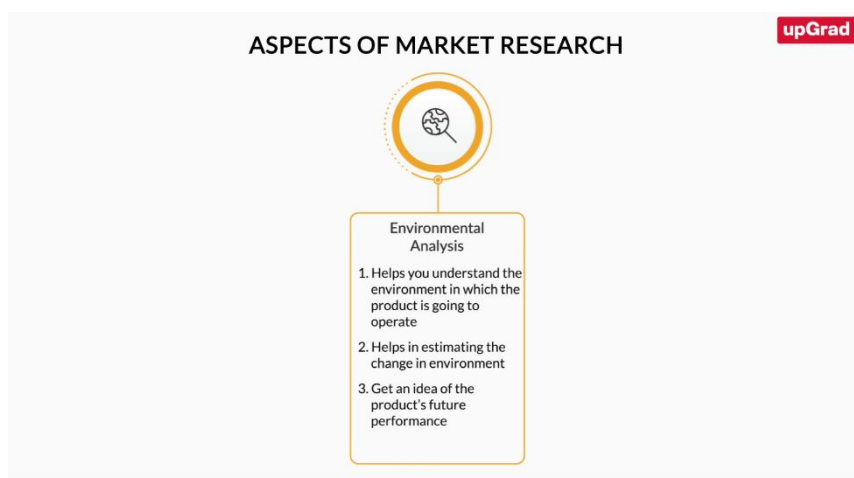 upGrad
ASPECTS OF MARKET RESEARCH
Environmental
Analysis
1. Helps you understand the
environment in which the
product is going to
operate
2. Helps in estimating the
change in environment
3. Get an idea of the
product's future
performance